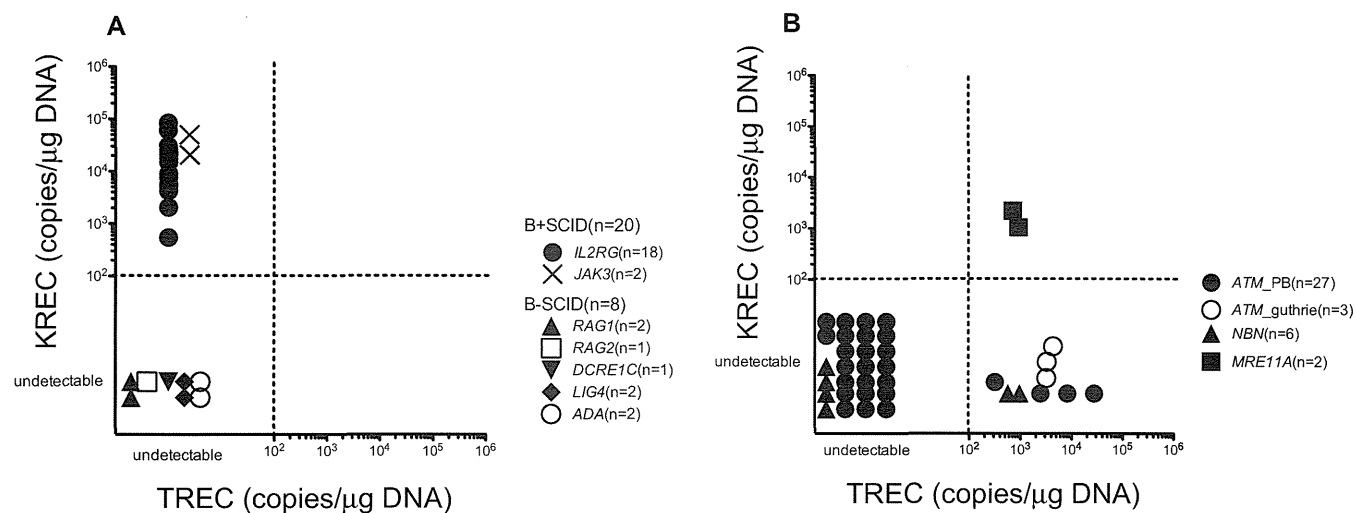 A
KREC (copies/μg DNA)
10⁶
10⁵
10⁴
10³
10²
undetectable
undetectable
10²
10³
10⁴
10⁵
10⁶
TREC (copies/μg DNA)
B+SCID(n=20)
IL2RG(n=18)
JAK3(n=2)
B-SCID(n=8)
RAG1(n=2)
RAG2(n=1)
DCRE1C(n=1)
LIG4(n=2)
ADA(n=2)
B
KREC (copies/μg DNA)
10⁶
10⁵
10⁴
10³
10²
undetectable
undetectable
10²
10³
10⁴
10⁵
10⁶
TREC (copies/μg DNA)
ATM_PB(n=27)
ATM_guthrie(n=3)
NBN(n=6)
MRE11A(n=2)